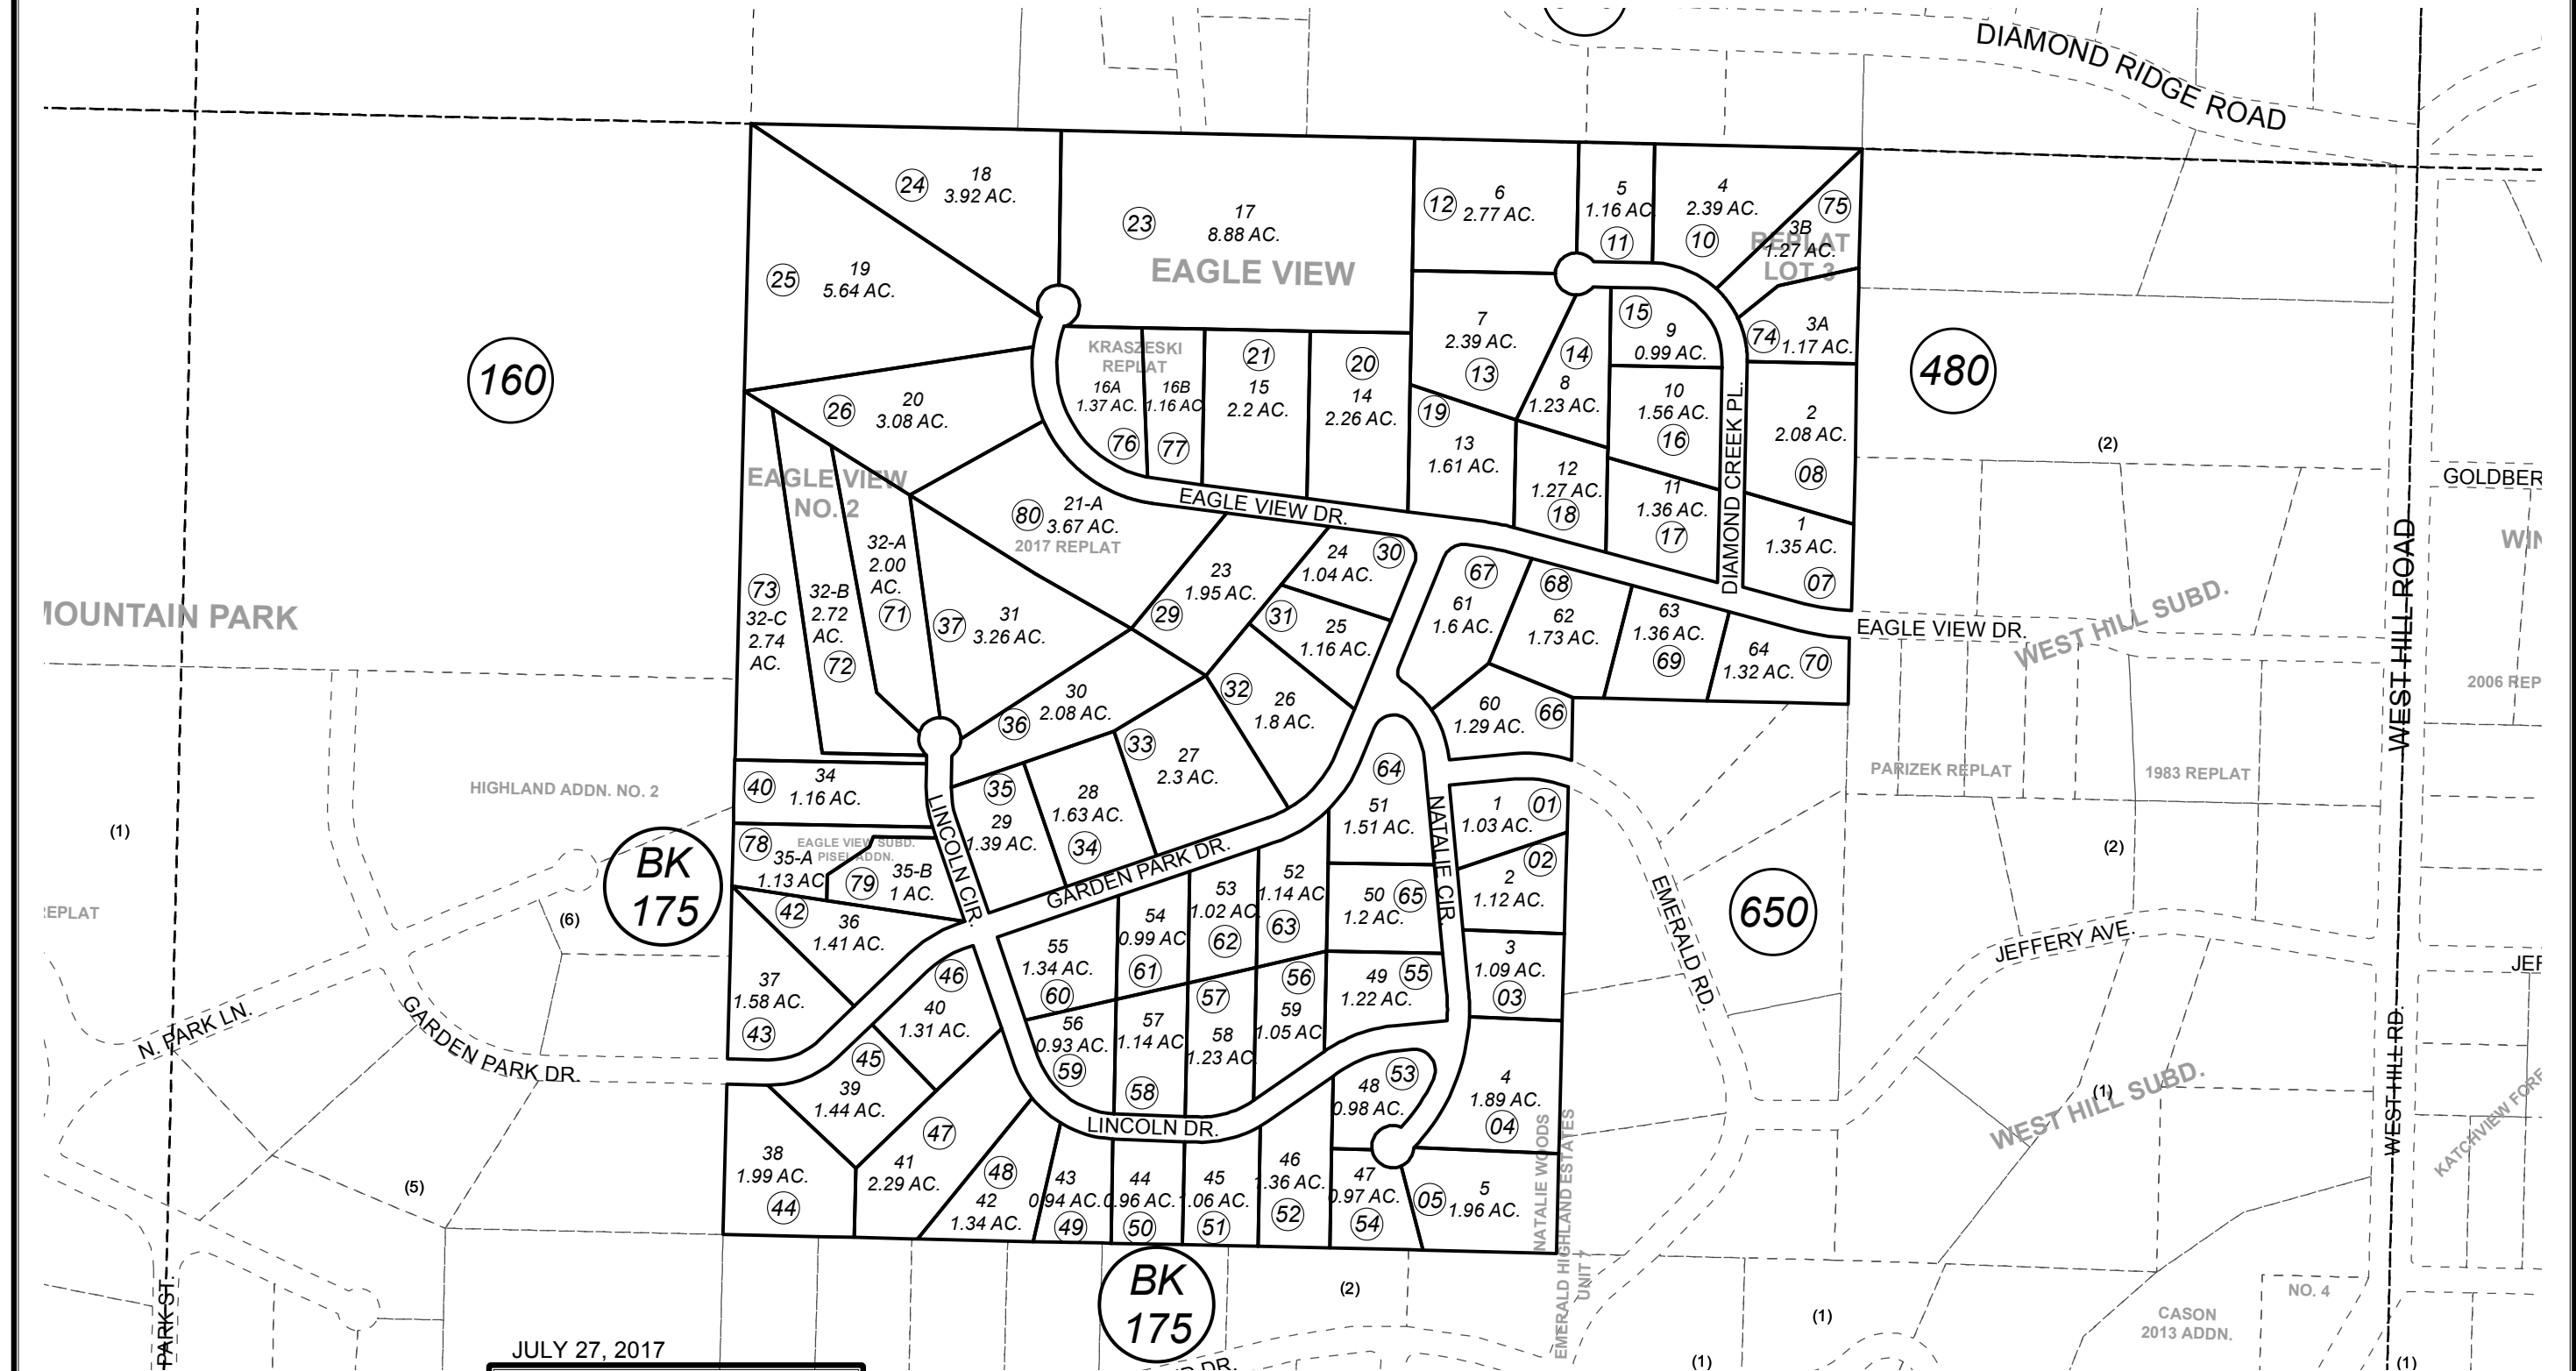 DIAMOND RIDGE ROAD
24
18
3.92 AC.
23
17
8.88 AC.
EAGLE VIEW
12
6
2.77 AC.
5
1.16 AC
11
4
2.39 AC.
10
75
3B
1.27 AC.
REPLAT
LOT 3
25
19
5.64 AC.
160
480
KRASZESKI
REPLAT
16A
1.37 AC.
76
16B
1.16 AC
77
21
15
2.2 AC.
20
14
2.26 AC.
7
2.39 AC.
13
14
8
1.23 AC.
15
9
0.99 AC.
74
3A
1.17 AC.
10
1.56 AC.
16
DIAMOND CREEK PL.
2
2.08 AC.
08
19
13
1.61 AC.
12
1.27 AC.
18
11
1.36 AC.
17
1
1.35 AC.
07
26
20
3.08 AC.
EAGLE VIEW
NO. 2
80
21-A
3.67 AC.
2017 REPLAT
EAGLE VIEW DR.
(2)
WEST HILL ROAD
73
32-C
2.74
AC.
32-B
2.72
AC.
72
32-A
2.00
AC.
71
37
31
3.26 AC.
23
1.95 AC.
29
24
1.04 AC.
30
31
25
1.16 AC.
67
61
1.6 AC.
68
62
1.73 AC.
63
1.36 AC.
69
64
1.32 AC.
70
EAGLE VIEW DR.
WEST HILL SUBD.
30
2.08 AC.
36
32
26
1.8 AC.
60
1.29 AC.
66
33
27
2.3 AC.
HIGHLAND ADDN. NO. 2
40
34
1.16 AC.
35
29
1.39 AC.
28
1.63 AC.
34
64
51
1.51 AC.
1
1.03 AC.
01
PARIZEK REPLAT
1983 REPLAT
(1)
BK
175
78
35-A
1.13 AC
EAGLE VIEW SUBD.
PISEL ADDN.
79
35-B
1 AC.
LINCOLN CIR.
GARDEN PARK DR.
NATALIE CIR.
02
2
1.12 AC.
(2)
EMERALD RD.
650
(6)
42
36
1.41 AC.
37
1.58 AC.
43
55
1.34 AC.
60
54
0.99 AC
61
53
1.02 AC
62
52
1.14 AC
63
50
1.2 AC.
65
3
1.09 AC.
03
JEFFERY AVE.
N. PARK LN.
GARDEN PARK DR.
46
40
1.31 AC.
45
39
1.44 AC.
56
0.93 AC.
59
57
1.14 AC
58
57
58
1.23 AC
56
59
1.05 AC
49
1.22 AC.
55
48
0.98 AC.
53
4
1.89 AC.
04
(1)
WEST HILL SUBD.
WEST HILL RD.
LINCOLN DR.
(5)
38
1.99 AC.
44
47
41
2.29 AC.
48
42
1.34 AC.
43
0.94 AC.
49
44
0.96 AC.
50
45
.06 AC.
51
46
1.36 AC.
52
47
0.97 AC.
54
05
5
1.96 AC.
NATALIE WOODS
EMERALD HIGHLAND ESTATES
UNIT 7
BK
175
(2)
(1)
NO. 4
CASON
2013 ADDN.
PARK ST.
JULY 27, 2017
DR.
(1)
(1)